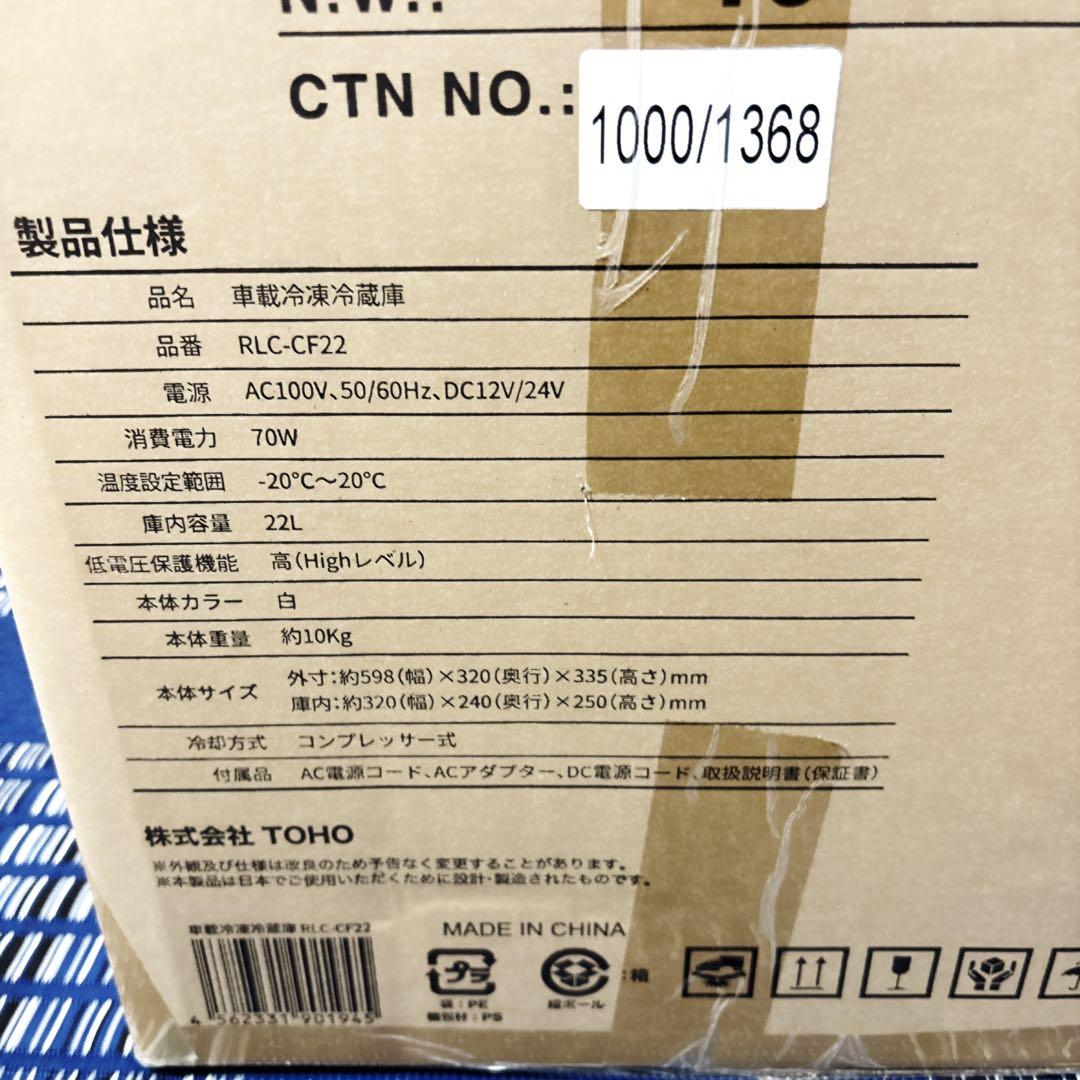 N.W.:
CTN NO.:
1000/1368
製品仕様
品名 車載冷凍冷蔵庫
品番 RLC-CF22
電源 AC100V、50/60Hz、DC12V/24V
消費電力 70W
温度設定範囲 -20℃～20℃
庫内容量 22L
低電圧保護機能 高（Highレベル）
本体カラー 白
本体重量 約10Kg
本体サイズ 外寸：約598（幅）×320（奥行）×335（高さ）mm
庫内：約320（幅）×240（奥行）×250（高さ）mm
冷却方式 コンプレッサー式
付属品 AC電源コード、ACアダプター、DC電源コード、取扱説明書（保証書）
株式会社 TOHO
※外観及び仕様は改良のため予告なく変更することがあります。
※本製品は日本でご使用いただくために設計・製造されたものです。
車載冷凍冷蔵庫 RLC-CF22
4 562331 901945
MADE IN CHINA
プラ
袋：PE
梱包材：PS
段ボール
：箱